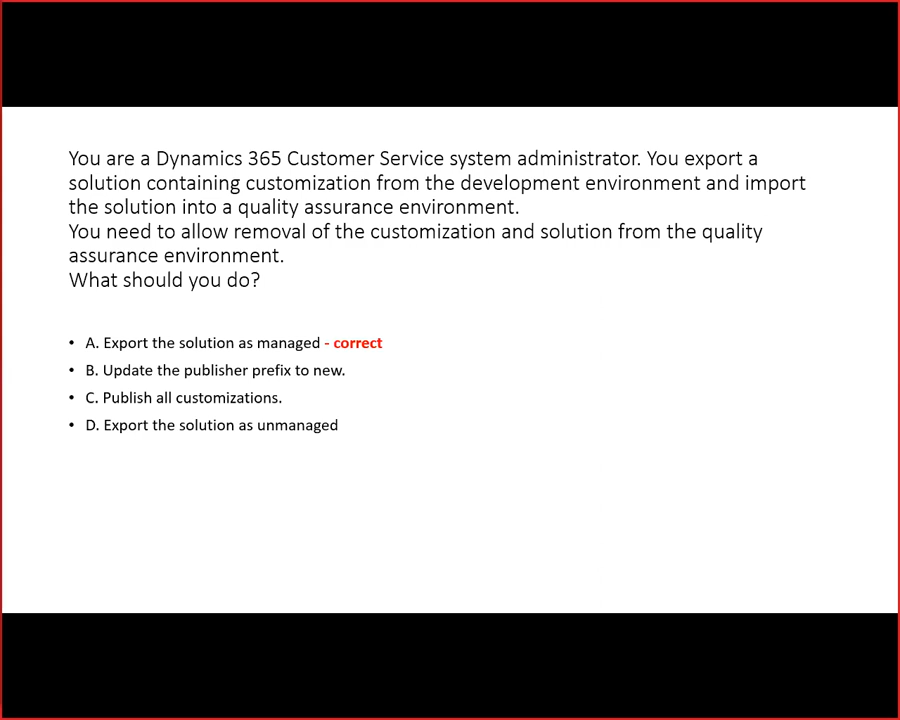 You are a Dynamics 365 Customer Service system administrator. You export a
solution containing customization from the development environment and import
the solution into a quality assurance environment.
You need to allow removal of the customization and solution from the quality
assurance environment.
What should you do?
• A. Export the solution as managed - correct
• B. Update the publisher prefix to new.
• C. Publish all customizations.
• D. Export the solution as unmanaged